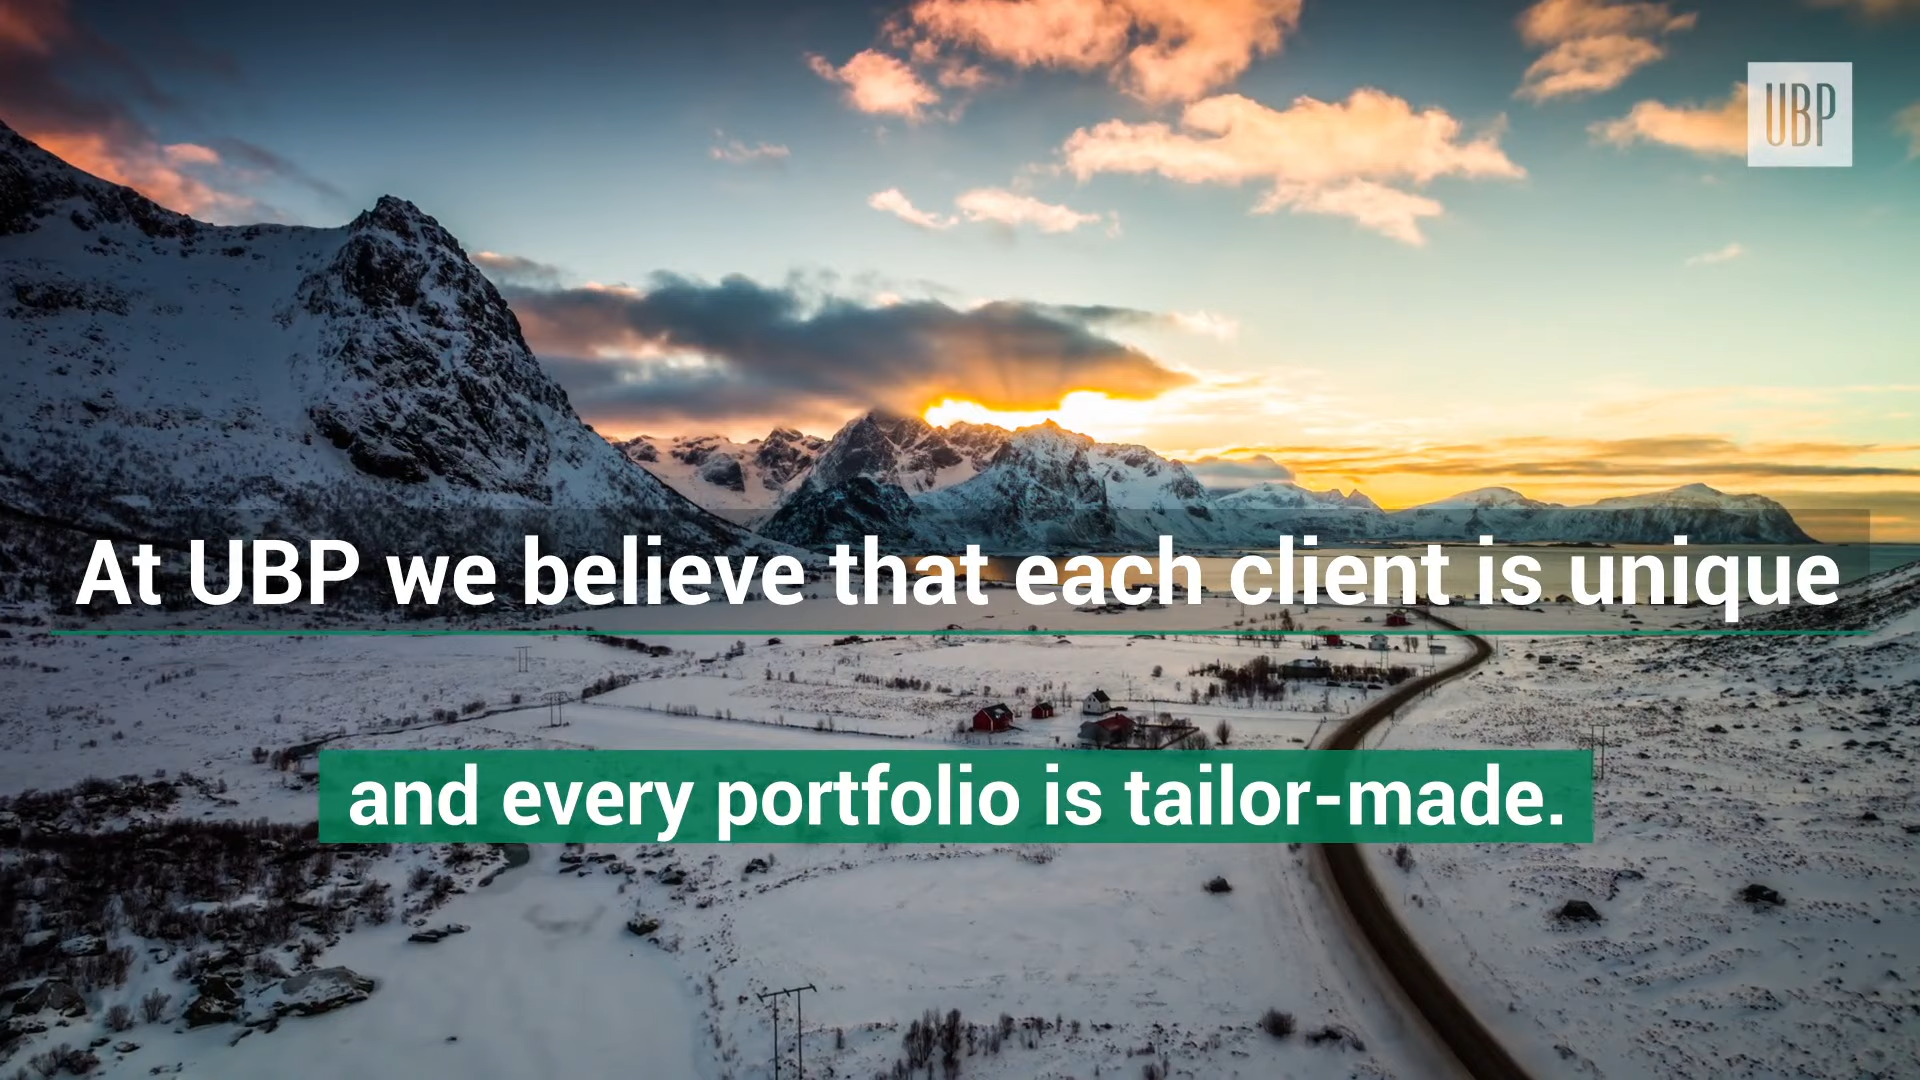 UBP
At UBP we believe that each client is unique
and every portfolio is tailor-made.